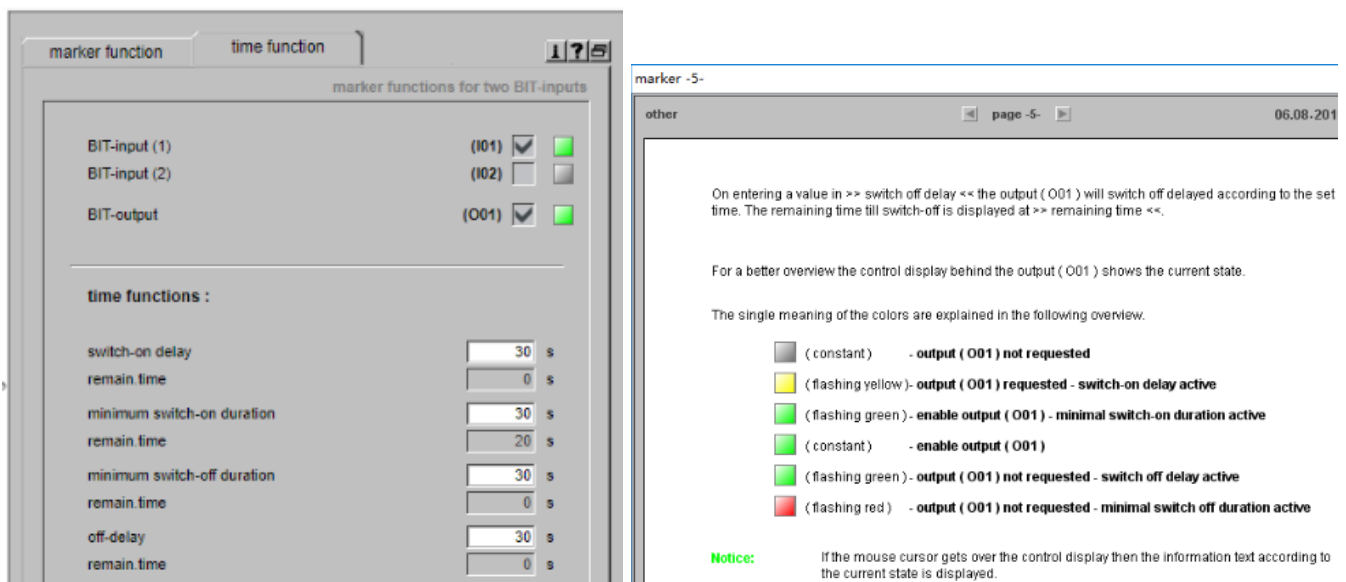 marker function
time function
i ?
marker functions for two BIT-inputs
BIT-input (1) (I01)
BIT-input (2) (I02)
BIT-output (O01)
time functions :
switch-on delay 30 s
remain.time 0 s
minimum switch-on duration 30 s
remain.time 20 s
minimum switch-off duration 30 s
remain.time 0 s
off-delay 30 s
remain.time 0 s
marker -5-
other page -5- 06.08.201
On entering a value in >> switch off delay << the output ( O01 ) will switch off delayed according to the set
time. The remaining time till switch-off is displayed at >> remaining time <<.
For a better overview the control display behind the output ( O01 ) shows the current state.
The single meaning of the colors are explained in the following overview.
( constant ) - output ( O01 ) not requested
( flashing yellow )- output ( O01 ) requested - switch-on delay active
( flashing green )- enable output ( O01 ) - minimal switch-on duration active
( constant ) - enable output ( O01 )
( flashing green )- output ( O01 ) not requested - switch off delay active
( flashing red ) - output ( O01 ) not requested - minimal switch off duration active
Notice: If the mouse cursor gets over the control display then the information text according to
the current state is displayed.